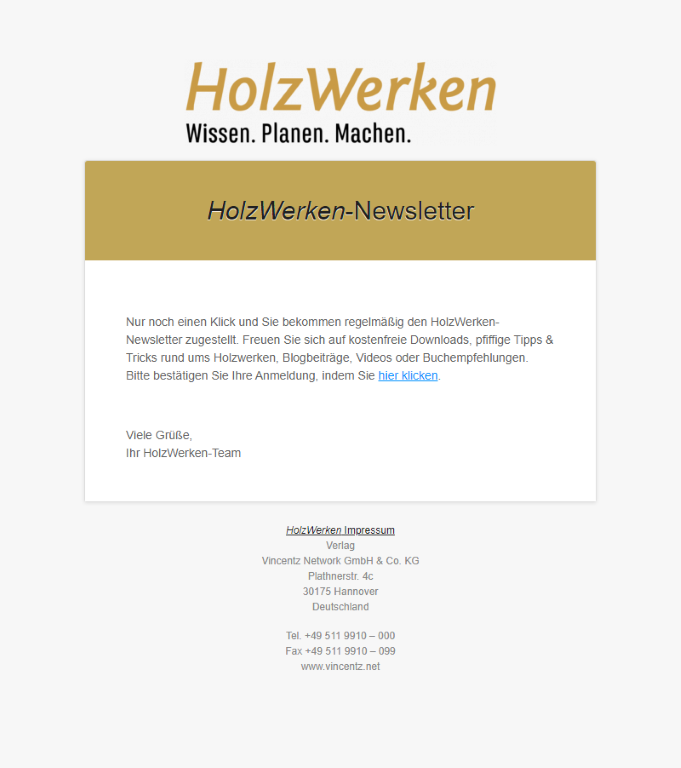 HolzWerken
Wissen. Planen. Machen.
HolzWerken-Newsletter
Nur noch einen Klick und Sie bekommen regelmäßig den HolzWerken-
Newsletter zugestellt. Freuen Sie sich auf kostenfreie Downloads, pfiffige Tipps &
Tricks rund ums Holzwerken, Blogbeiträge, Videos oder Buchempfehlungen.
Bitte bestätigen Sie Ihre Anmeldung, indem Sie hier klicken.
Viele Grüße,
Ihr HolzWerken-Team
HolzWerken Impressum
Verlag
Vincentz Network GmbH & Co. KG
Plathnerstr. 4c
30175 Hannover
Deutschland
Tel. +49 511 9910 – 000
Fax +49 511 9910 – 099
www.vincentz.net